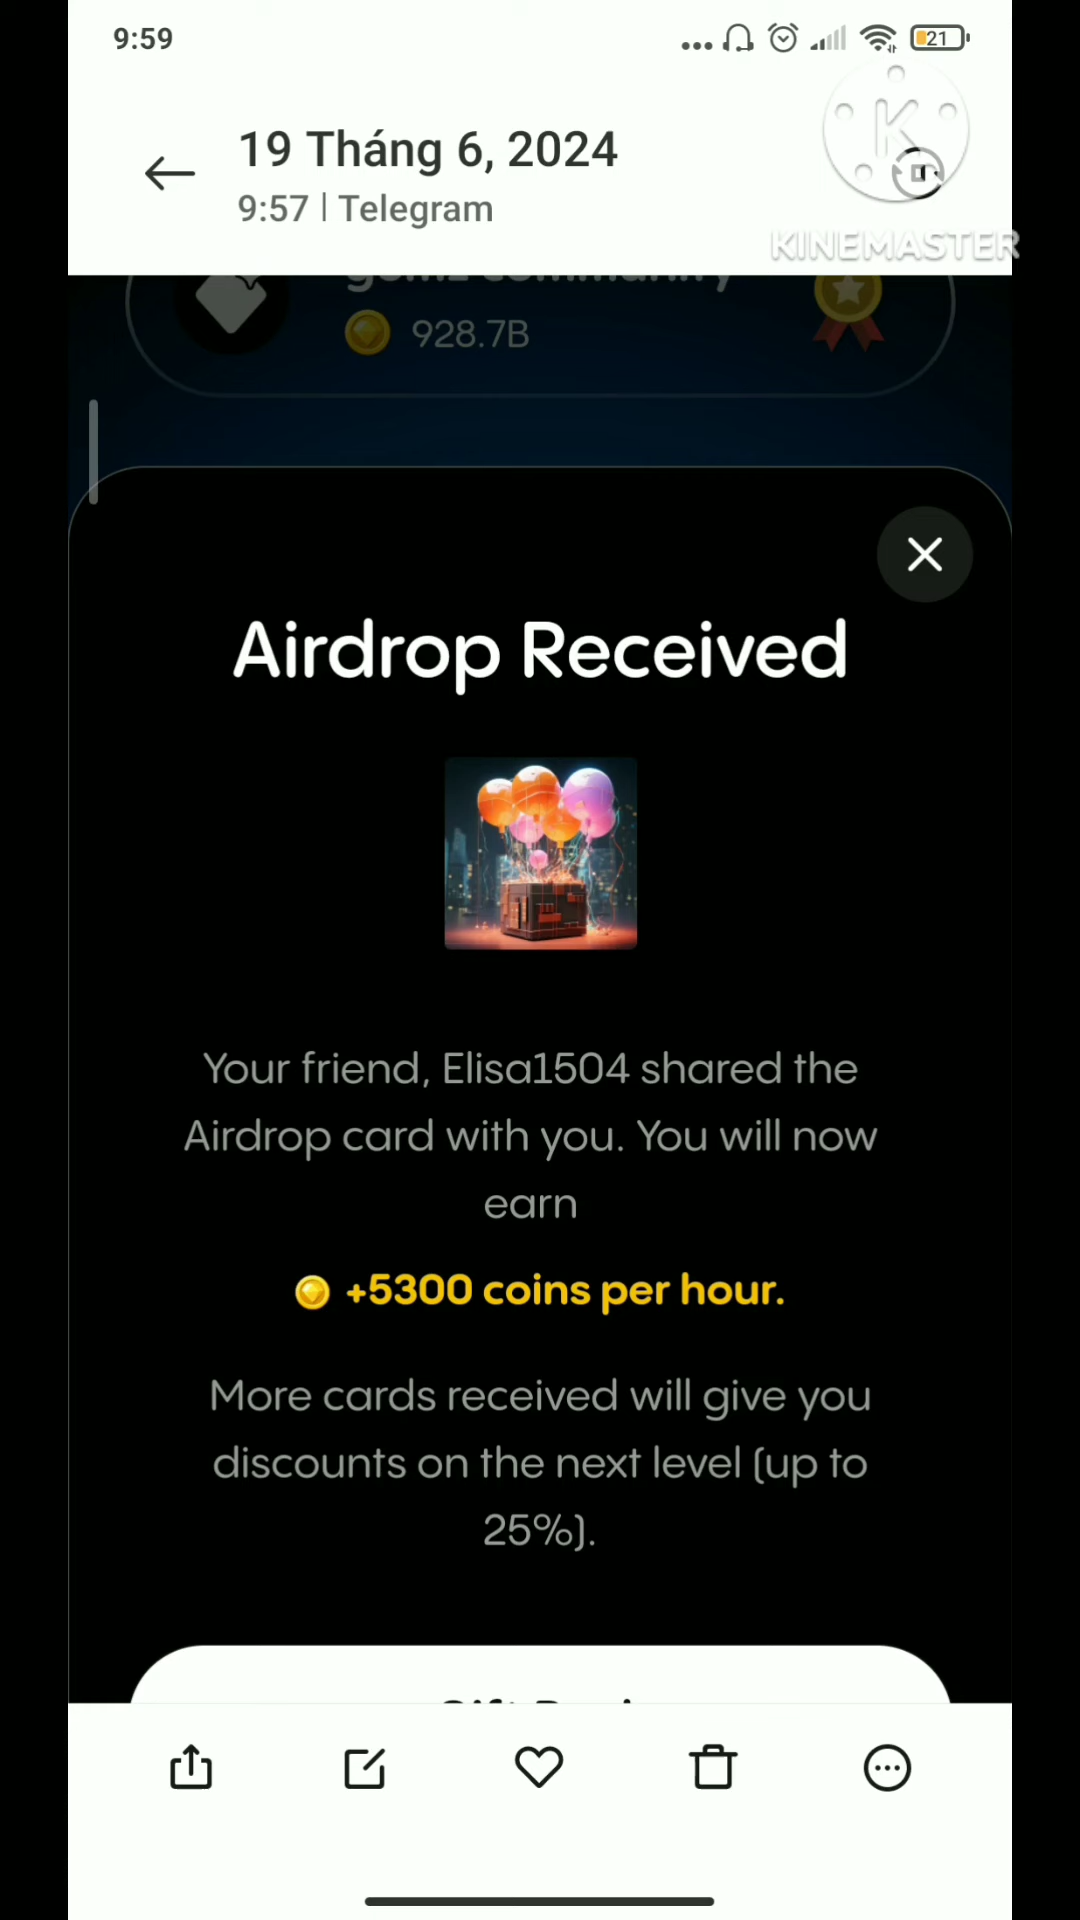 9:59
21
19 Tháng 6, 2024
9:57 | Telegram
KINEMASTER
928.7B
Airdrop Received
Your friend, Elisa1504 shared the
Airdrop card with you. You will now
earn
+5300 coins per hour.
More cards received will give you
discounts on the next level (up to
25%).